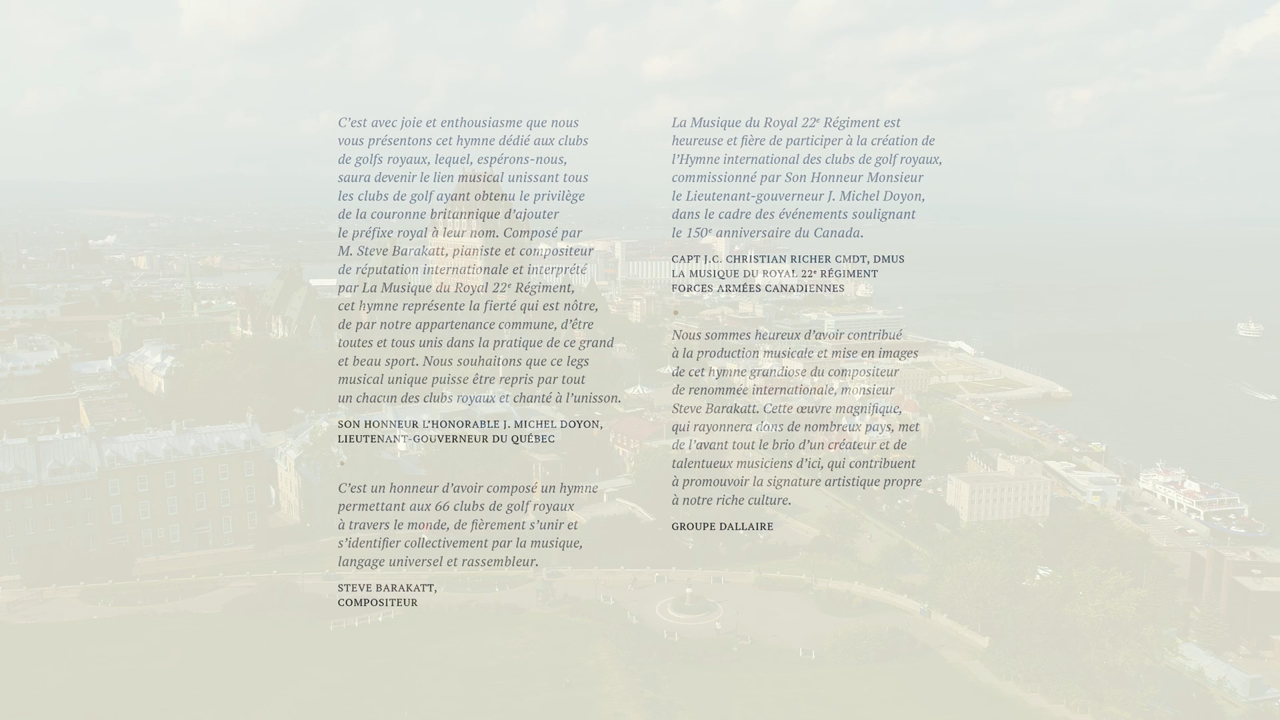 C’est avec joie et enthousiasme que nous
vous présentons cet hymne dédié aux clubs
de golfs royaux, lequel, espérons-nous,
saura devenir le lien musical unissant tous
les clubs de golf ayant obtenu le privilège
de la couronne britannique d’ajouter
le préfixe royal à leur nom. Composé par
M. Steve Barakatt, pianiste et compositeur
de réputation internationale et interprété
par La Musique du Royal 22e Régiment,
cet hymne représente la fierté qui est nôtre,
de par notre appartenance commune, d’être
toutes et tous unis dans la pratique de ce grand
et beau sport. Nous souhaitons que ce legs
musical unique puisse être repris par tout
un chacun des clubs royaux et chanté à l’unisson.
SON HONNEUR L’HONORABLE J. MICHEL DOYON,
LIEUTENANT-GOUVERNEUR DU QUÉBEC
•
C’est un honneur d’avoir composé un hymne
permettant aux 66 clubs de golf royaux
à travers le monde, de fièrement s’unir et
s’identifier collectivement par la musique,
langage universel et rassembleur.
STEVE BARAKATT,
COMPOSITEUR
La Musique du Royal 22e Régiment est
heureuse et fière de participer à la création de
l’Hymne international des clubs de golf royaux,
commissionné par Son Honneur Monsieur
le Lieutenant-gouverneur J. Michel Doyon,
dans le cadre des événements soulignant
le 150e anniversaire du Canada.
CAPT J.C. CHRISTIAN RICHER CMDT, DMUS
LA MUSIQUE DU ROYAL 22e RÉGIMENT
FORCES ARMÉES CANADIENNES
•
Nous sommes heureux d’avoir contribué
à la production musicale et mise en images
de cet hymne grandiose du compositeur
de renommée internationale, monsieur
Steve Barakatt. Cette œuvre magnifique,
qui rayonnera dans de nombreux pays, met
de l’avant tout le brio d’un créateur et de
talentueux musiciens d’ici, qui contribuent
à promouvoir la signature artistique propre
à notre riche culture.
GROUPE DALLAIRE